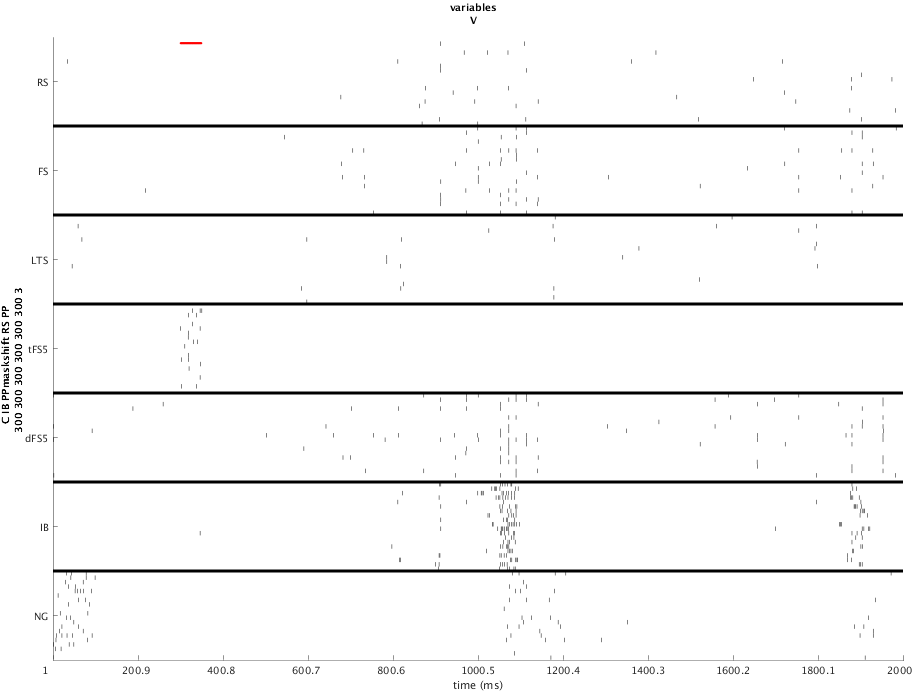 variables
V
C IB PPmaskshift RS PP
300 300 300 300 300 300 3
RS
FS
LTS
tFS5
dFS5
IB
NG
1 200.9 400.8 600.7 800.6 1000.5 1200.4 1400.3 1600.2 1800.1 2000
time (ms)